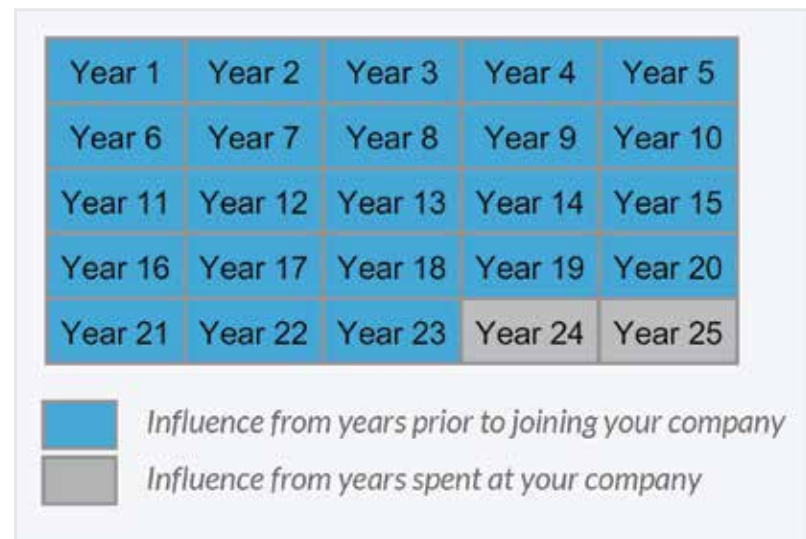 Year 1 Year 2 Year 3 Year 4 Year 5
Year 6 Year 7 Year 8 Year 9 Year 10
Year 11 Year 12 Year 13 Year 14 Year 15
Year 16 Year 17 Year 18 Year 19 Year 20
Year 21 Year 22 Year 23 Year 24 Year 25
Influence from years prior to joining your company
Influence from years spent at your company